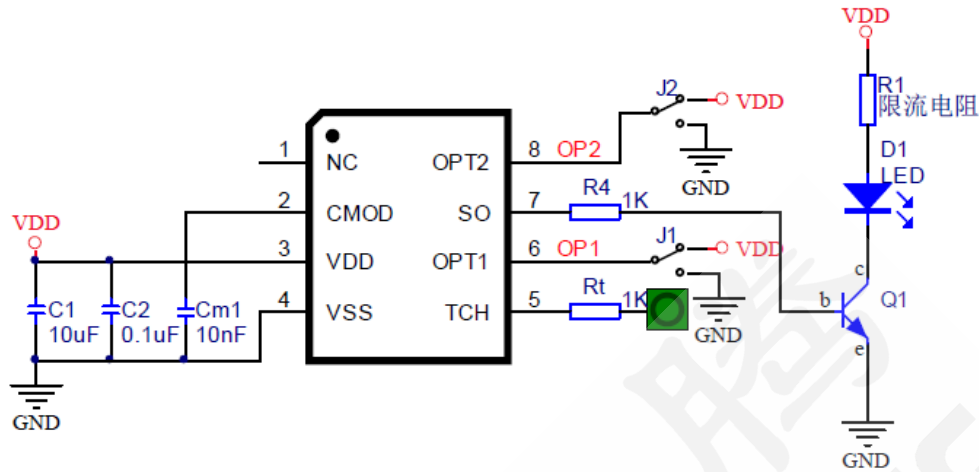 VDD
R1
限流电阻
D1
LED
J2
VDD
GND
1
NC
OPT2
8
OP2
2
CMOD
SO
7
R4
1K
VDD
3
VDD
OPT1
6
OP1
J1
VDD
4
VSS
TCH
5
Rt
1K
GND
C1
10uF
C2
0.1uF
Cm1
10nF
GND
c
b
Q1
e
GND
腾